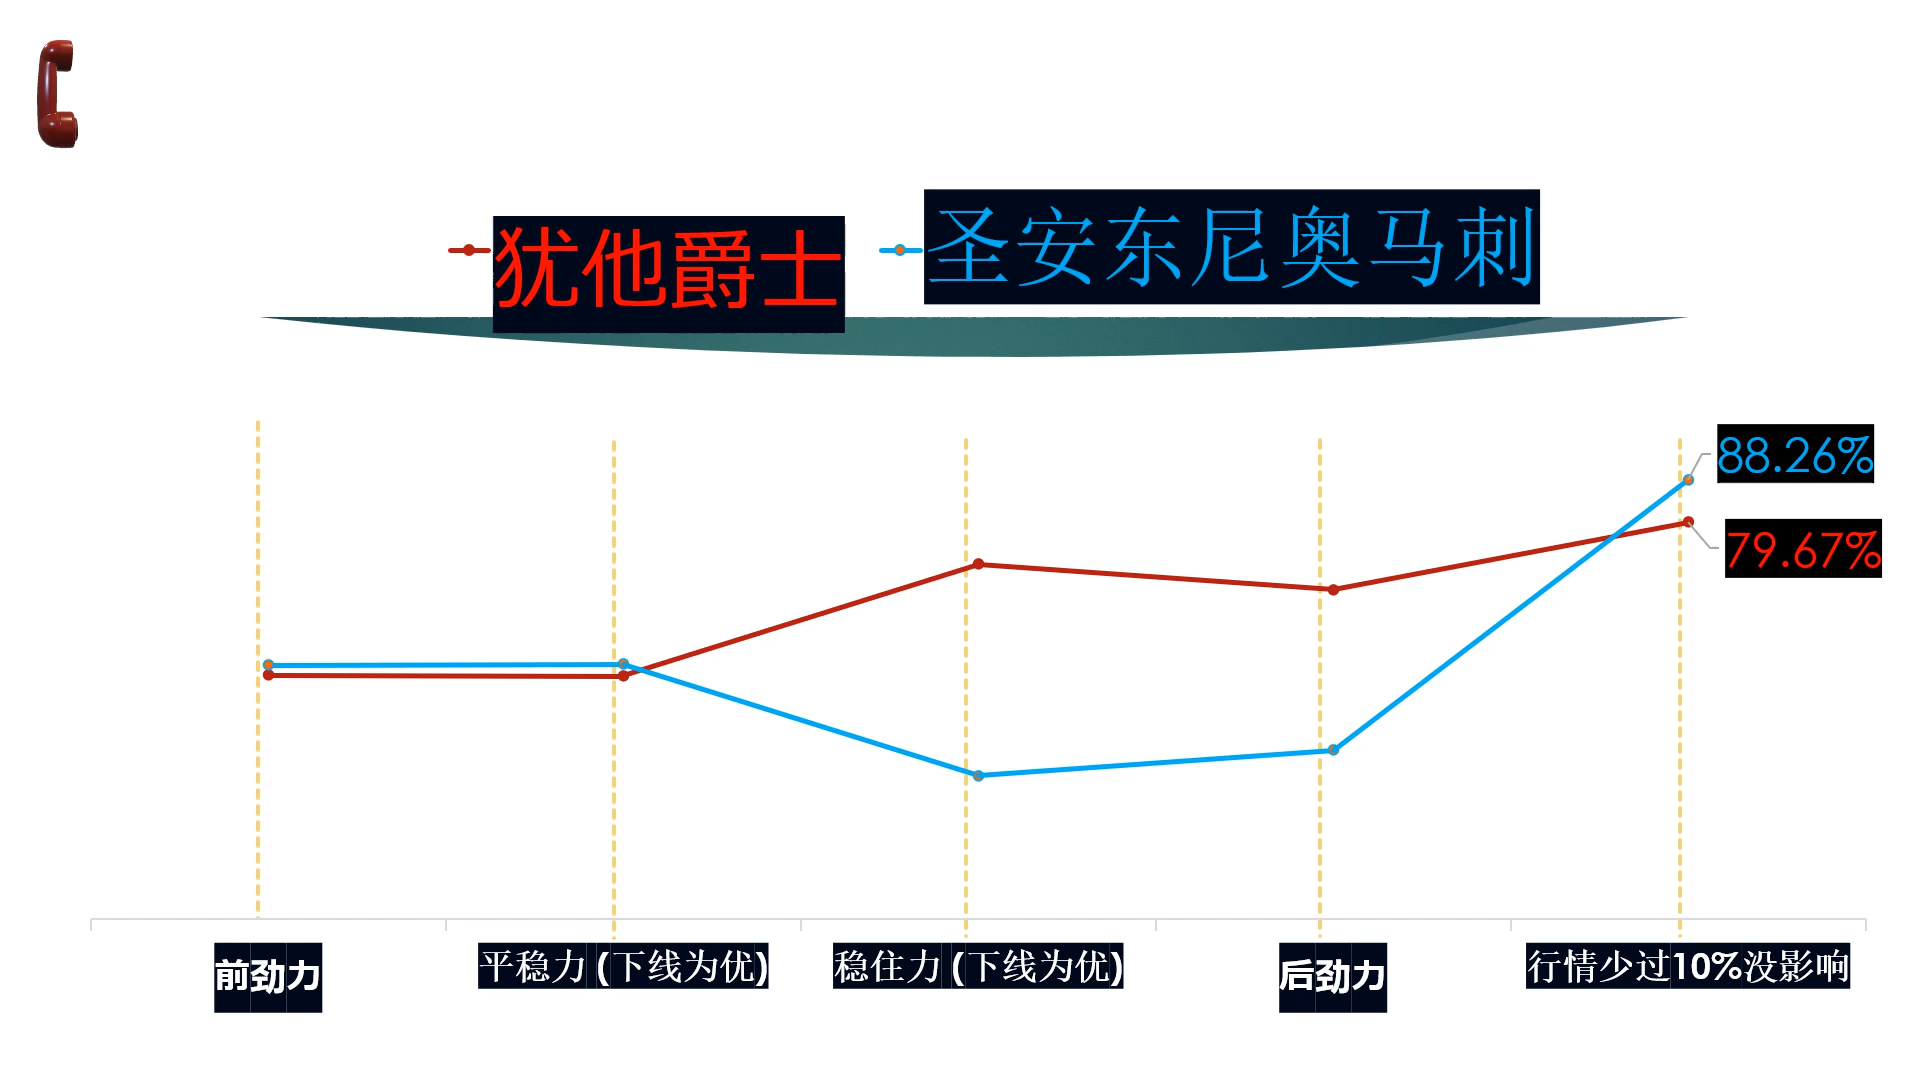 犹他爵士
圣安东尼奥马刺
88.26%
79.67%
前劲力
平稳力 (下线为优)
稳住力 (下线为优)
后劲力
行情少过10%没影响